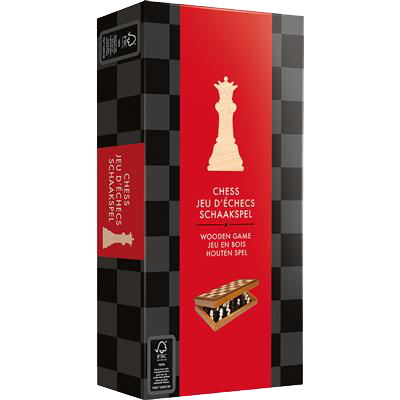 CHESS
JEU D'ÉCHECS
SCHAAKSPEL
WOODEN GAME
JEU EN BOIS
HOUTEN SPEL
CHESS
JEU D'ÉCHECS
SCHAAKSPEL
FSC